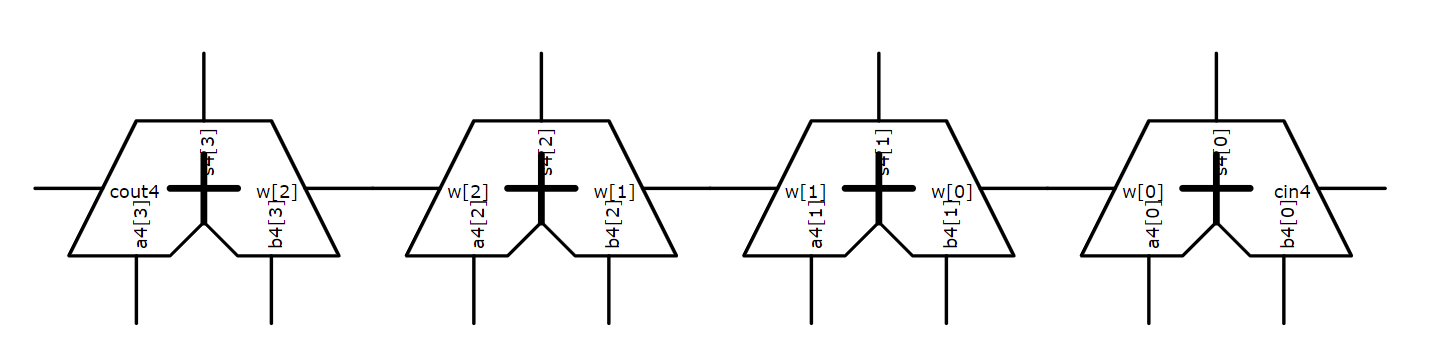 s4[3]
cout4
w[2]
a4[3]
b4[3]
s4[2]
w[2]
w[1]
a4[2]
b4[2]
s4[1]
w[1]
w[0]
a4[1]
b4[1]
s4[0]
w[0]
cin4
a4[0]
b4[0]